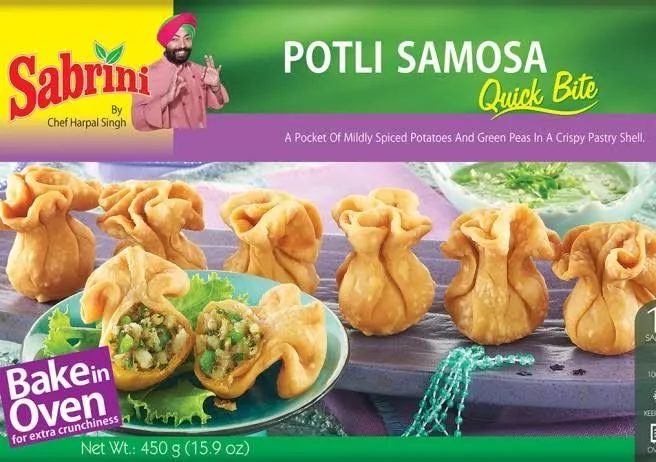 Sabrini
By
Chef Harpal Singh
POTLI SAMOSA
Quick Bite
A Pocket Of Mildly Spiced Potatoes And Green Peas In A Crispy Pastry Shell.
Bake in
Oven
for extra crunchiness
Net Wt.: 450 g (15.9 oz)